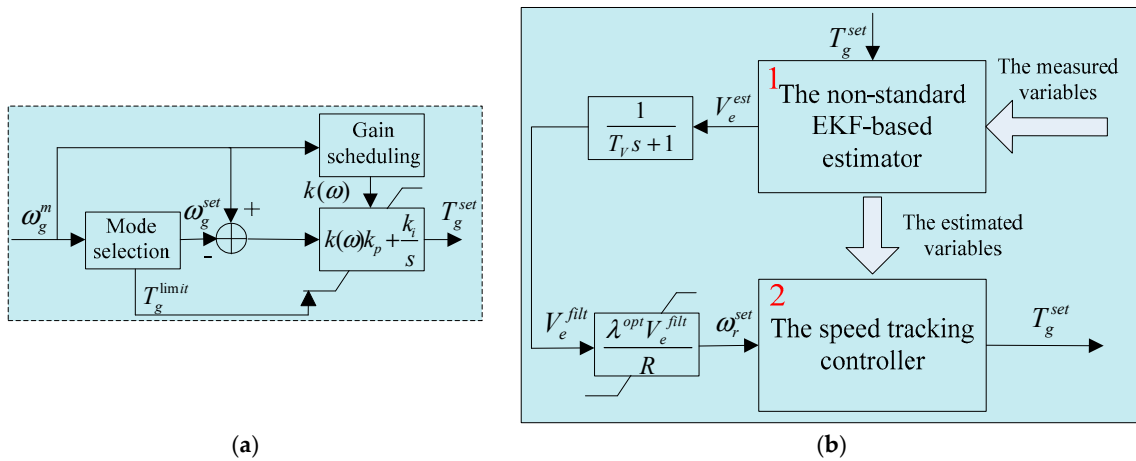 Gain
scheduling
k(ω)
ω_g^m
ω_g^{set}
+
-
Mode
selection
k(ω)k_p + k_i/s
T_g^{set}
T_g^{limit}
(a)
T_g^{set}
1
The non-standard
EKF-based
estimator
The measured
variables
V_e^{est}
1/(T_V s + 1)
The estimated
variables
V_e^{filt}
λ^{opt} V_e^{filt}/R
ω_r^{set}
2
The speed tracking
controller
T_g^{set}
(b)